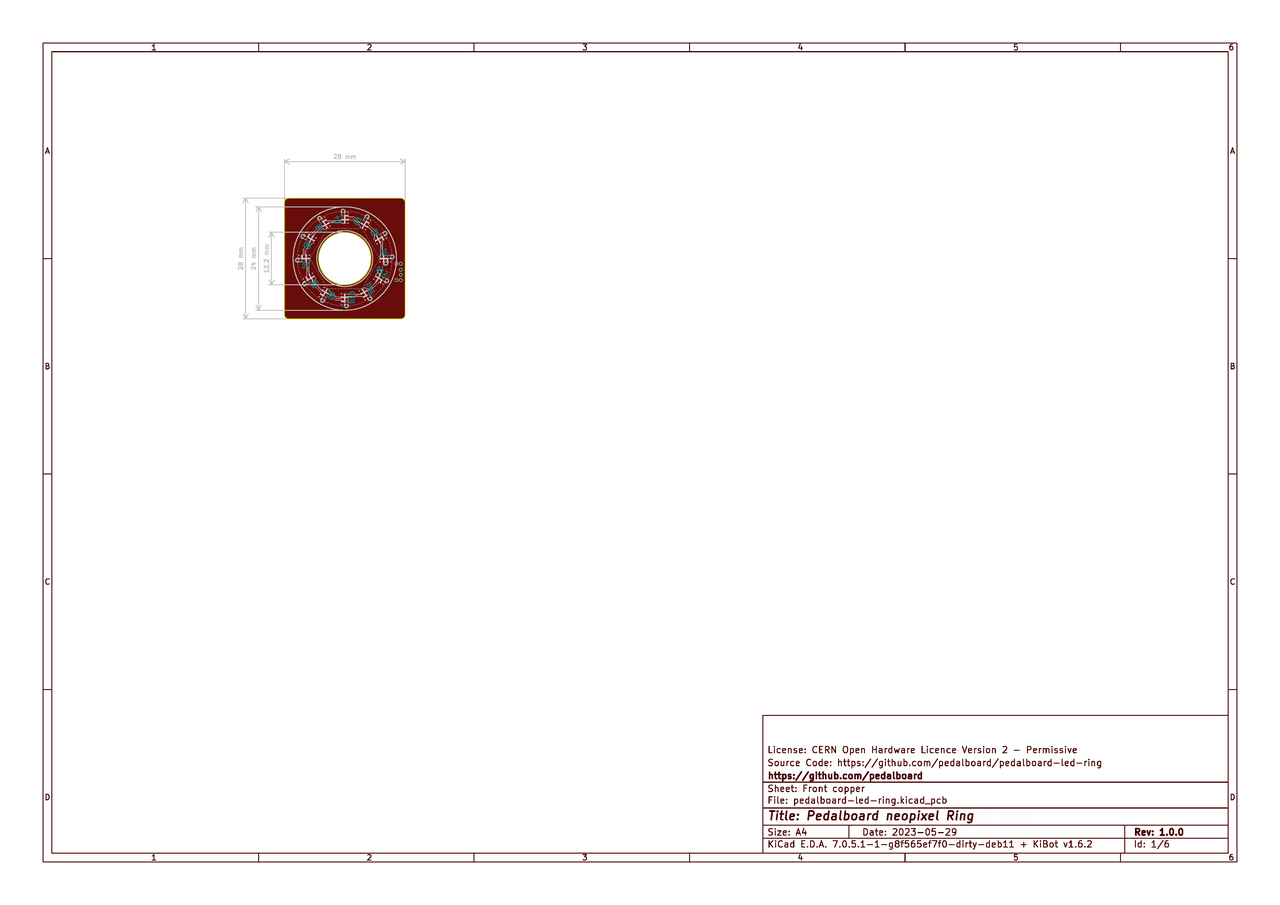 1 2 3 4 5 6
A A
28 mm
28 mm
24 mm
12.2 mm
B B
C C
License: CERN Open Hardware Licence Version 2 - Permissive
Source Code: https://github.com/pedalboard/pedalboard-led-ring
https://github.com/pedalboard
Sheet: Front copper
D D
File: pedalboard-led-ring.kicad_pcb
Title: Pedalboard neopixel Ring
Size: A4 Date: 2023-05-29 Rev: 1.0.0
KiCad E.D.A. 7.0.5.1-1-g8f565ef7f0-dirty-deb11 + KiBot v1.6.2 Id: 1/6
1 2 3 4 5 6